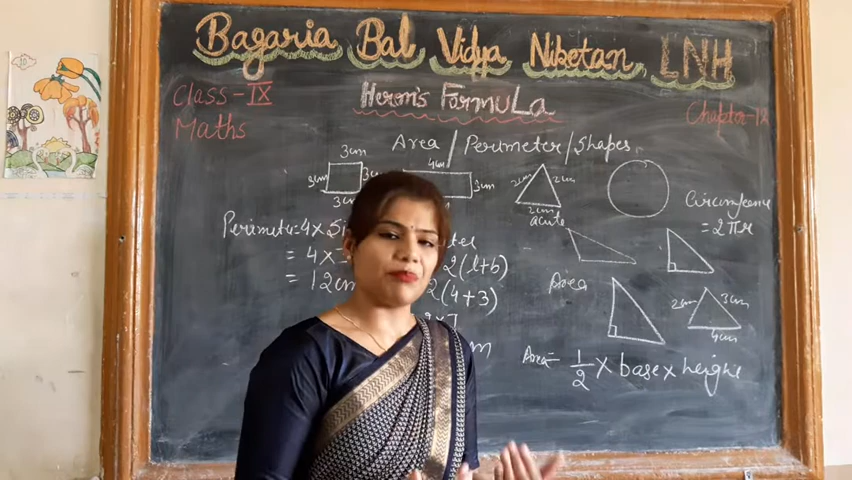 Bagaria Bal Vidya Niketan LNH
Class-IX
Heron's Formula
Chapter-12
Maths
Area / Perimeter / Shapes
3cm
3cm
3cm
3c
4cm
3cm
2cm
2cm
2cm
acute
Circumference
= 2πr
Perimeter = 4 × Si
= 4 ×
= 12cm
2(l+b)
2(4+3)
Area
2cm
3cm
4cm
Area = 1/2 × base × height